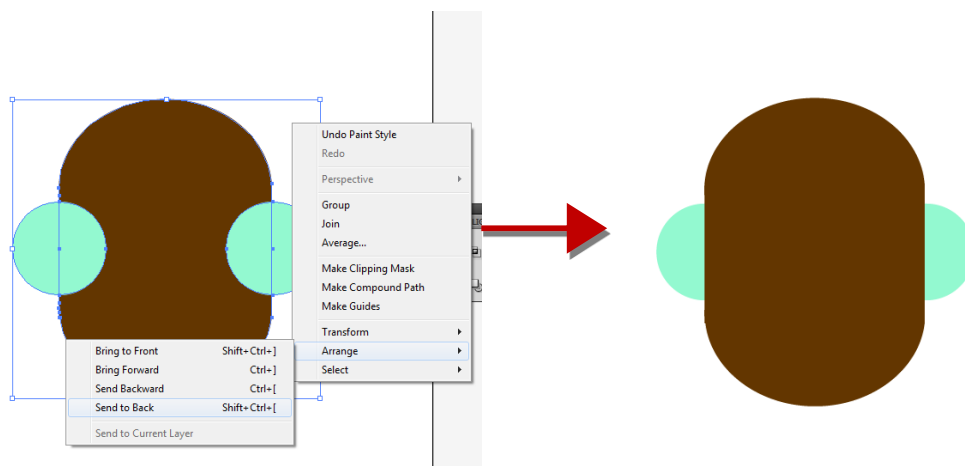 Undo Paint Style
Redo
Perspective
Group
Join
Average...
Make Clipping Mask
Make Compound Path
Make Guides
Transform
Arrange
Select
Bring to Front Shift+Ctrl+]
Bring Forward Ctrl+]
Send Backward Ctrl+[
Send to Back Shift+Ctrl+[
Send to Current Layer